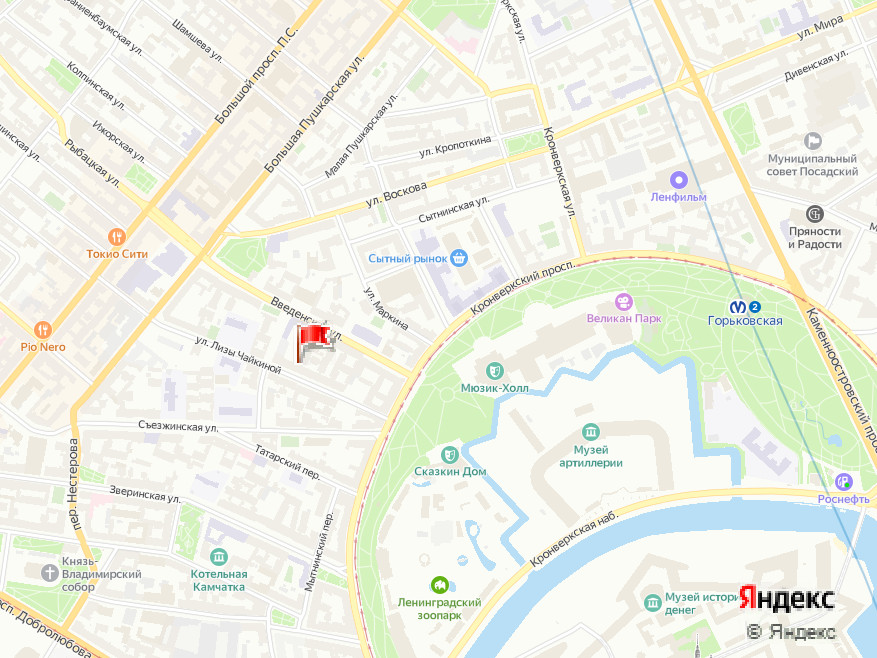 Шамшева ул.
Колпинская ул.
Ижорская ул.
Рыбацкая ул.
Большой просп. П.С.
Большая Пушкарская ул.
Малая Пушкарская ул.
ул. Кропоткина
ул. Воскова
Сытнинская ул.
Кронверкская ул.
ул. Мира
Дивенская ул.
Муниципальный
совет Посадский
Ленфильм
Пряности
и Радости
Токио Сити
Сытный рынок
Кронверкский просп.
Великан Парк
2
Горьковская
Каменноостровский прос
Введенск
ул.
ул. Маркина
Pio Nero
ул. Лизы Чайкиной
Мюзик-Холл
Съезжинская ул.
Татарский пер.
Музей
артиллерии
Сказкин Дом
пер. Нестерова
Зверинская ул.
Мытнинский пер.
Роснефть
Кронверкская наб.
Князь-
Владимирский
собор
Котельная
Камчатка
Ленинградский
зоопарк
Музей истори
денег
осп. Добролюбова
Яндекс
© Яндекс